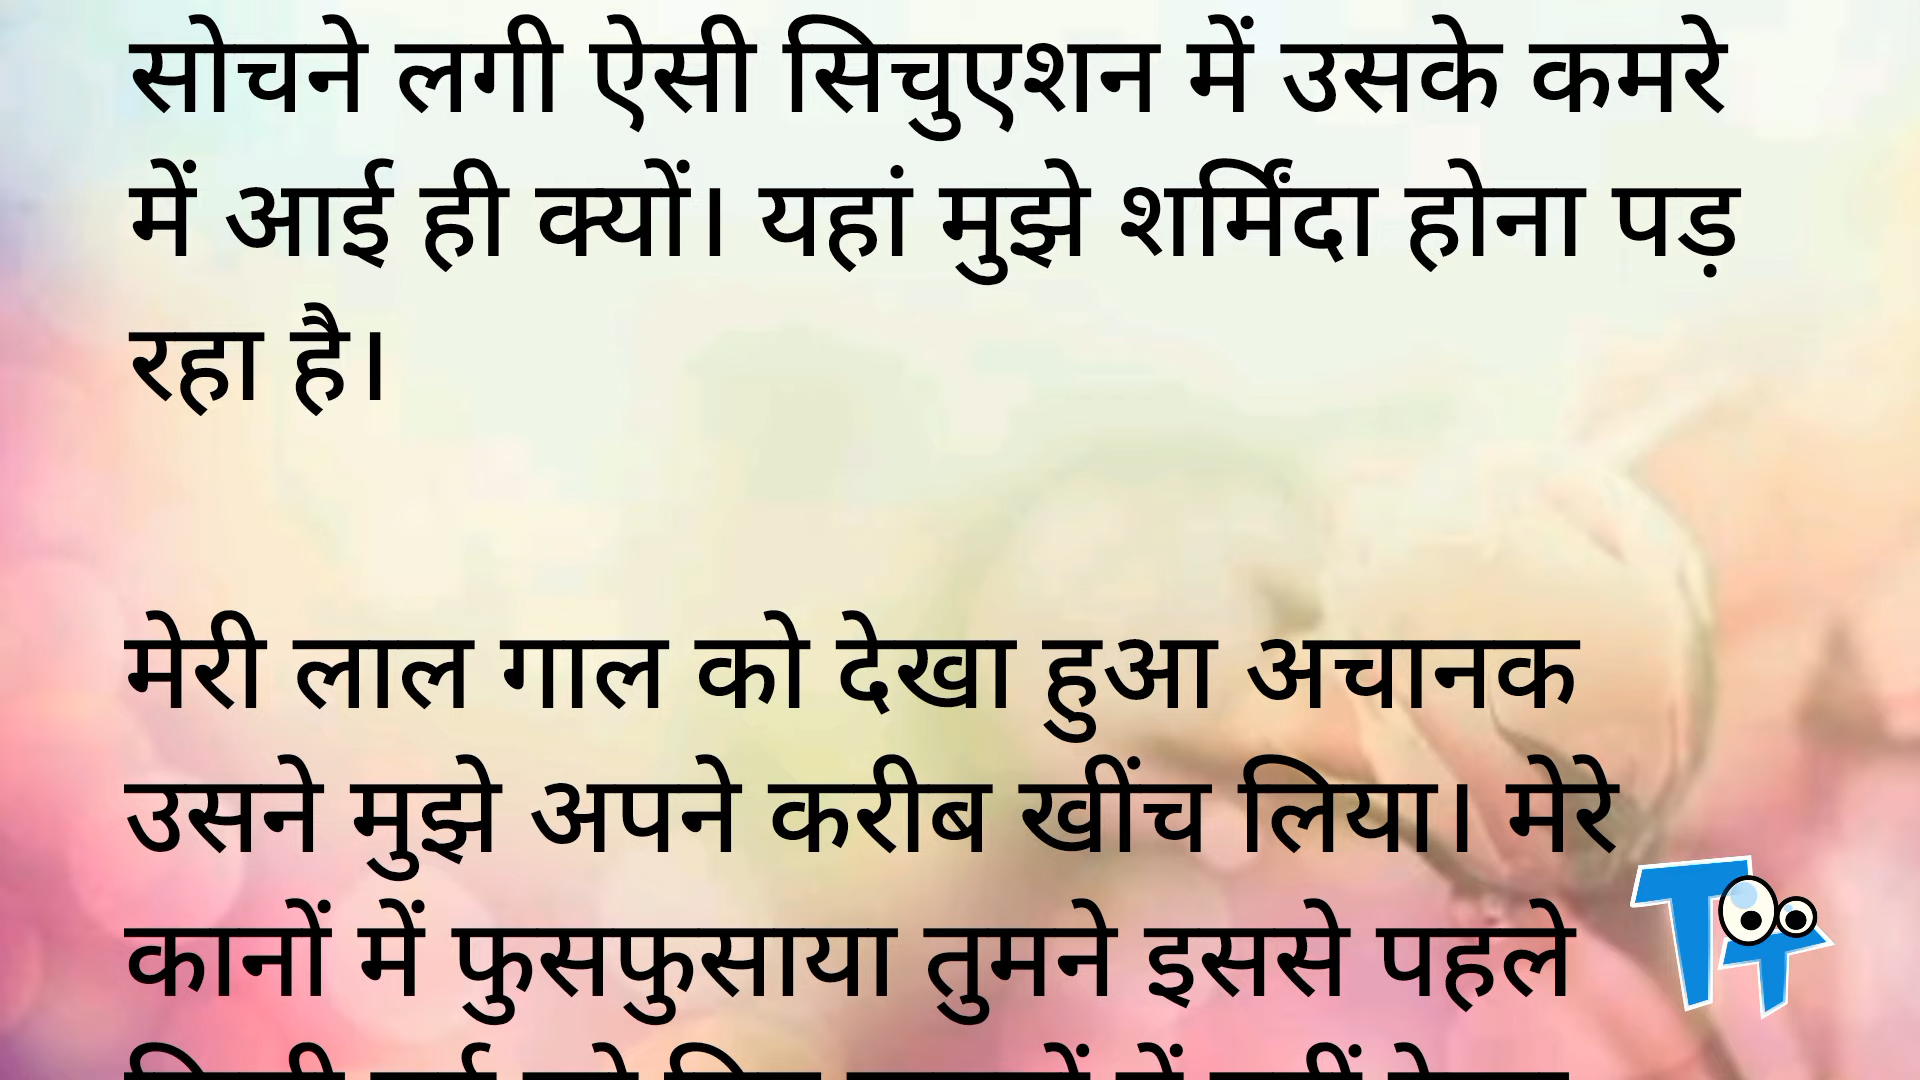 सोचने लगी ऐसी सिचुएशन में उसके कमरे
में आई ही क्यों। यहां मुझे शर्मिंदा होना पड़
रहा है।
मेरी लाल गाल को देखा हुआ अचानक
उसने मुझे अपने करीब खींच लिया। मेरे
कानों में फुसफुसाया तुमने इससे पहले
TY